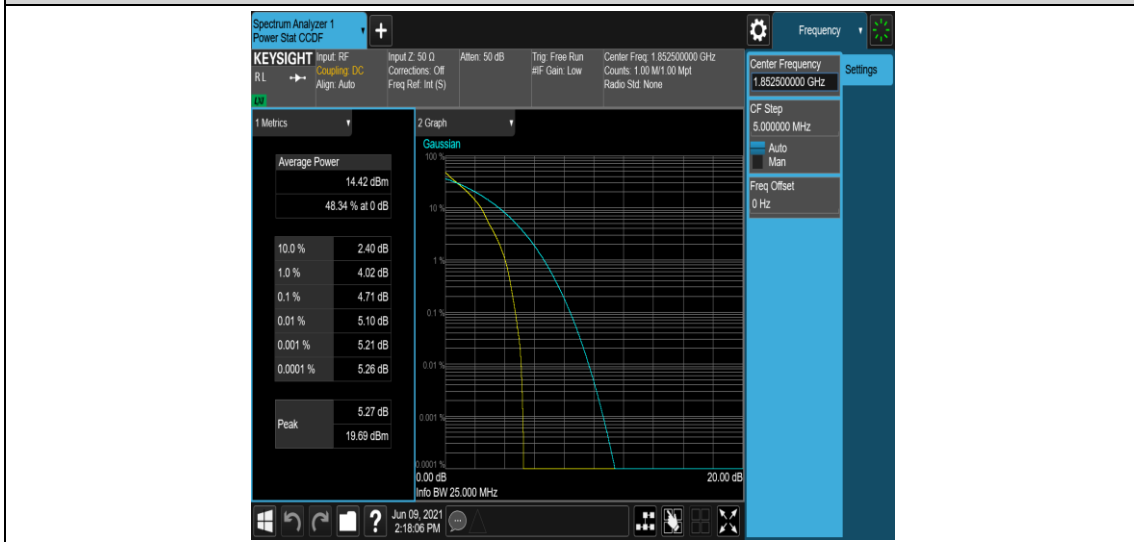 Spectrum Analyzer 1
Power Stat CCDF
+
Frequency
KEYSIGHT
RL
LXI
Input: RF
Coupling: DC
Align: Auto
Input Z: 50 Ω
Corrections: Off
Freq Ref: Int (S)
Atten: 50 dB
Trig: Free Run
#IF Gain: Low
Center Freq: 1.852500000 GHz
Counts: 1.00 M/1.00 Mpt
Radio Std: None
Center Frequency
1.852500000 GHz
Settings
CF Step
5.000000 MHz
Auto
Man
Freq Offset
0 Hz
1 Metrics
Average Power
14.42 dBm
48.34 % at 0 dB
10.0 % 2.40 dB
1.0 % 4.02 dB
0.1 % 4.71 dB
0.01 % 5.10 dB
0.001 % 5.21 dB
0.0001 % 5.26 dB
Peak
5.27 dB
19.69 dBm
2 Graph
Gaussian
100 %
10 %
1 %
0.1 %
0.01 %
0.001 %
0.0001 %
0.00 dB 20.00 dB
Info BW 25.000 MHz
?
Jun 09, 2021
2:18:06 PM